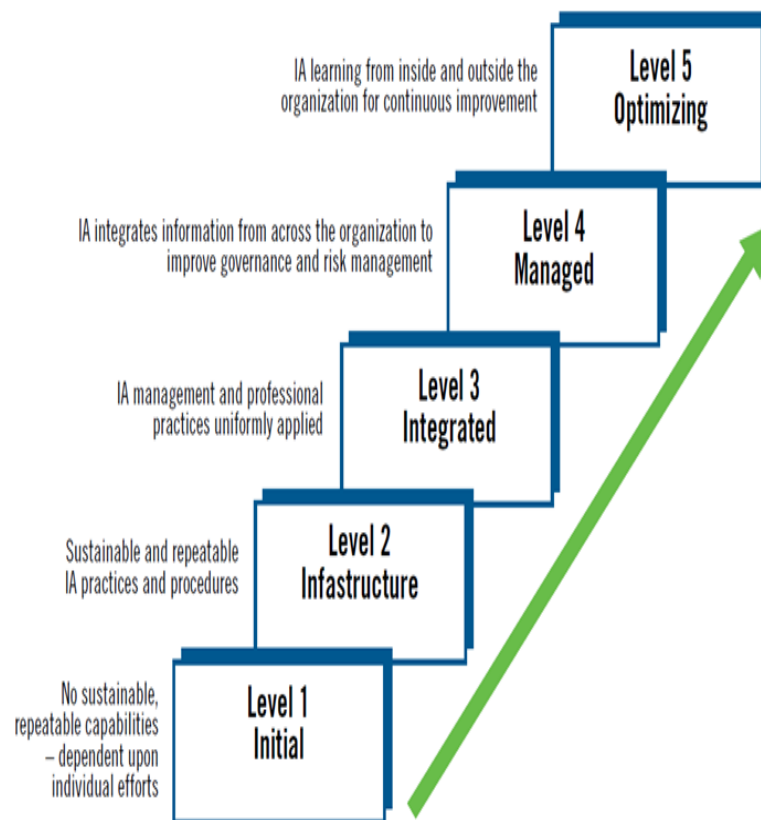 IA learning from inside and outside the
organization for continuous improvement
Level 5
Optimizing
IA integrates information from across the organization to
improve governance and risk management
Level 4
Managed
IA management and professional
practices uniformly applied
Level 3
Integrated
Sustainable and repeatable
IA practices and procedures
Level 2
Infastructure
No sustainable,
repeatable capabilities
– dependent upon
individual efforts
Level 1
Initial